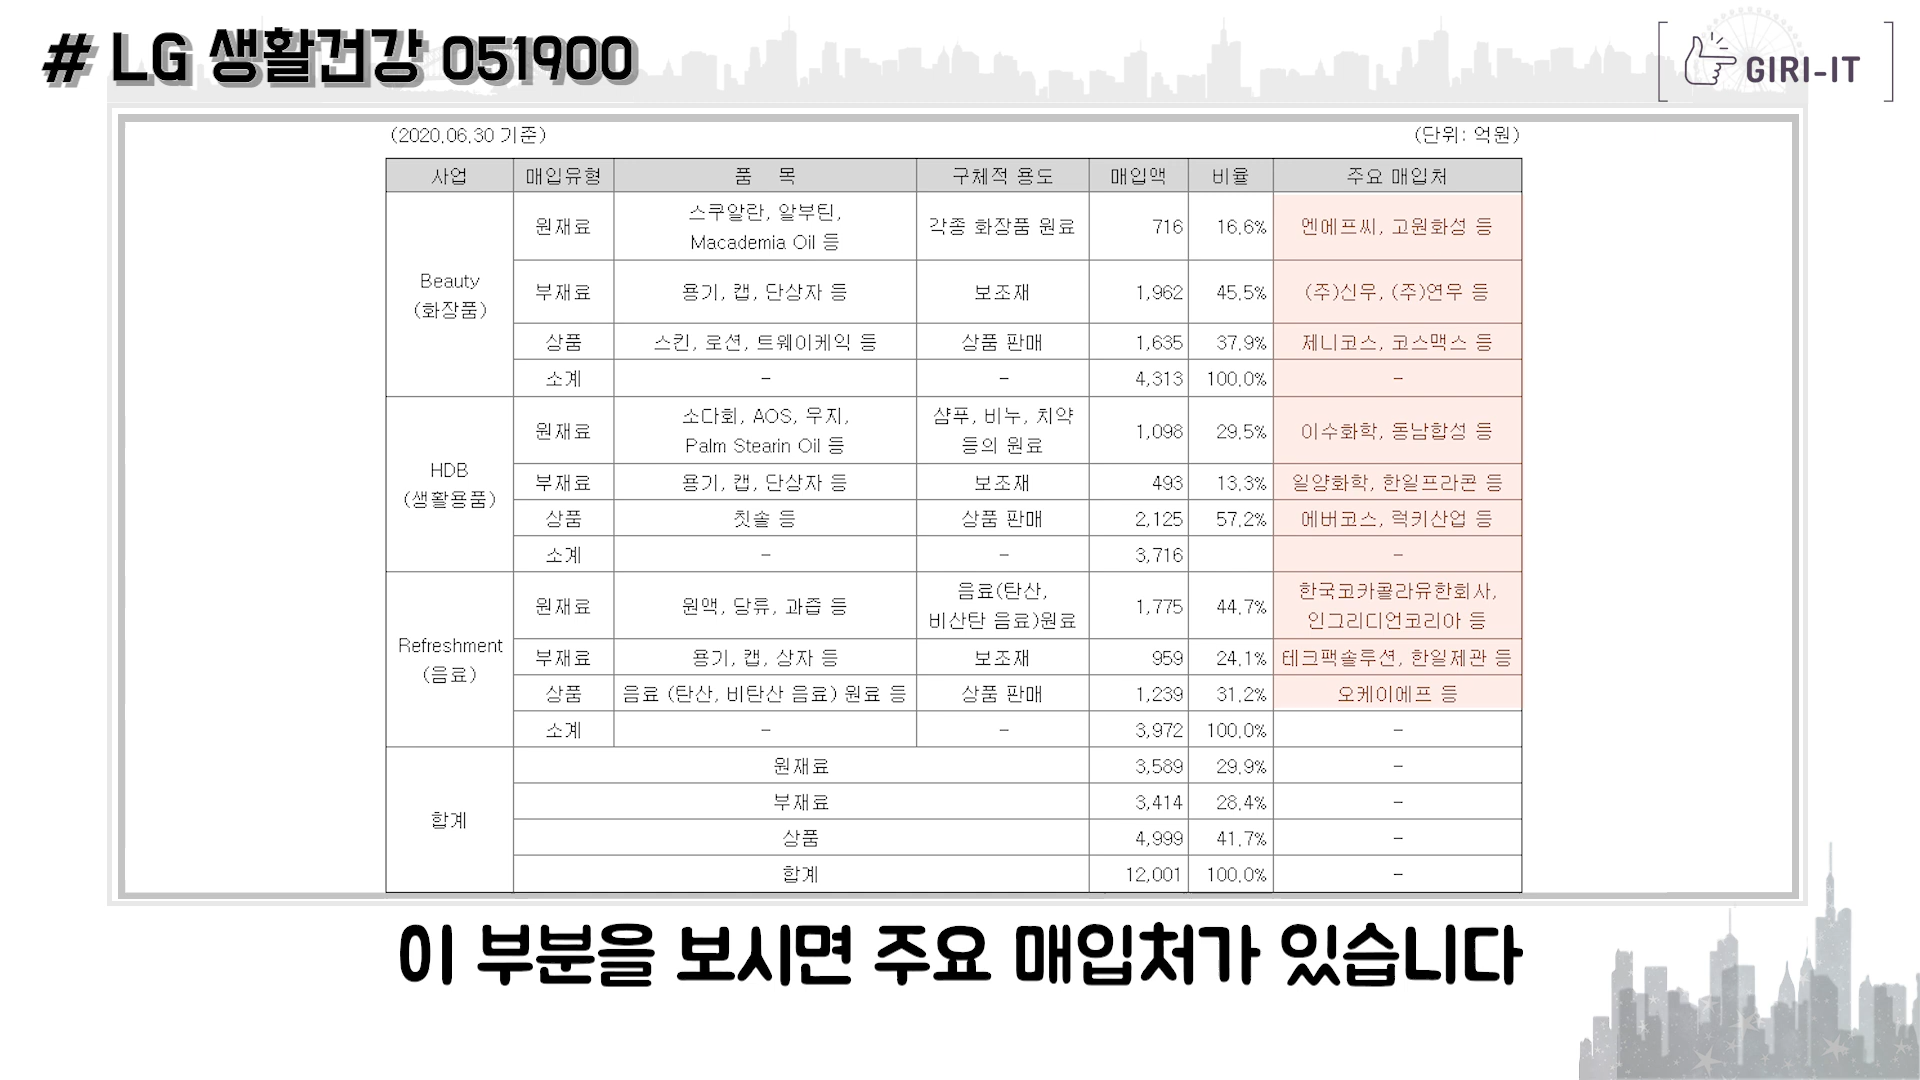 # LG 생활건강 051900
GIRI-IT
(2020.06.30 기준) (단위: 억원)
사업 매입유형 품 목 구체적 용도 매입액 비율 주요 매입처
Beauty
(화장품)
원재료 스쿠알란, 알부틴,
Macademia Oil 등 각종 화장품 원료 716 16.6% 엔에프씨, 고원화성 등
부재료 용기, 캡, 단상자 등 보조재 1,962 45.5% (주)신우, (주)연우 등
상품 스킨, 로션, 트웨이케익 등 상품 판매 1,635 37.9% 제니코스, 코스맥스 등
소계 - - 4,313 100.0% -
HDB
(생활용품)
원재료 소다회, AOS, 우지,
Palm Stearin Oil 등 샴푸, 비누, 치약
등의 원료 1,098 29.5% 이수화학, 동남합성 등
부재료 용기, 캡, 단상자 등 보조재 493 13.3% 일양화학, 한일프라콘 등
상품 칫솔 등 상품 판매 2,125 57.2% 에버코스, 럭키산업 등
소계 - - 3,716 -
Refreshment
(음료)
원재료 원액, 당류, 과즙 등 음료(탄산,
비산탄 음료)원료 1,775 44.7% 한국코카콜라유한회사,
인그리디언코리아 등
부재료 용기, 캡, 상자 등 보조재 959 24.1% 테크팩솔루션, 한일제관 등
상품 음료 (탄산, 비탄산 음료) 원료 등 상품 판매 1,239 31.2% 오케이에프 등
소계 - - 3,972 100.0% -
합계
원재료 3,589 29.9% -
부재료 3,414 28.4% -
상품 4,999 41.7% -
합계 12,001 100.0% -
이 부분을 보시면 주요 매입처가 있습니다